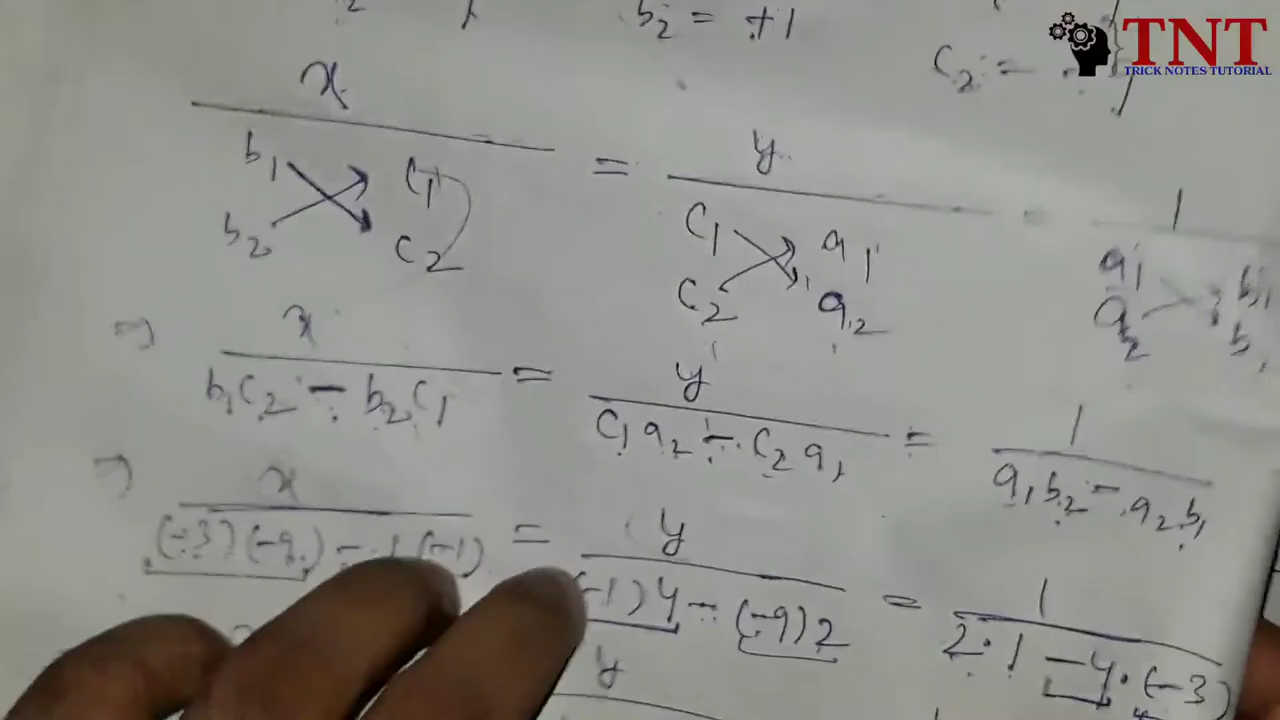 b₂ = +1
c₂ = -
TNT
TRICK NOTES TUTORIAL
x = y = 1
b₁ c₁ c₁ a₁ a₁ b₁
b₂ c₂ c₂ a₂ a₂ b
⇒ x / (b₁c₂ - b₂c₁) = y / (c₁a₂ - c₂a₁) = 1 / (a₁b₂ - a₂b₁)
⇒ x / ((-3)(-9) - 1(-1)) = y / ((-1)4 - (-9)2) = 1 / (2·1 - 4·(-3))
y